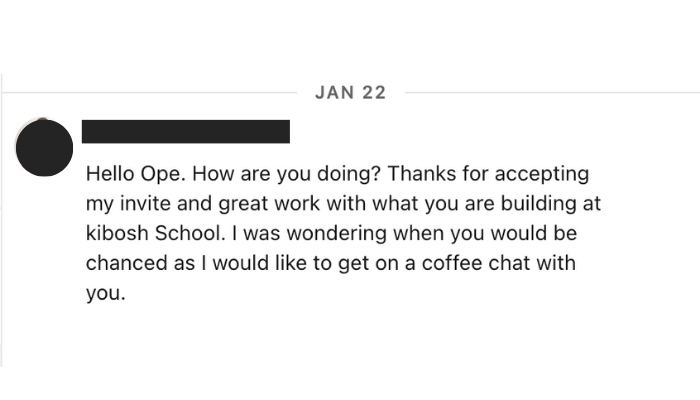 JAN 22
Hello Ope. How are you doing? Thanks for accepting
my invite and great work with what you are building at
kibosh School. I was wondering when you would be
chanced as I would like to get on a coffee chat with
you.